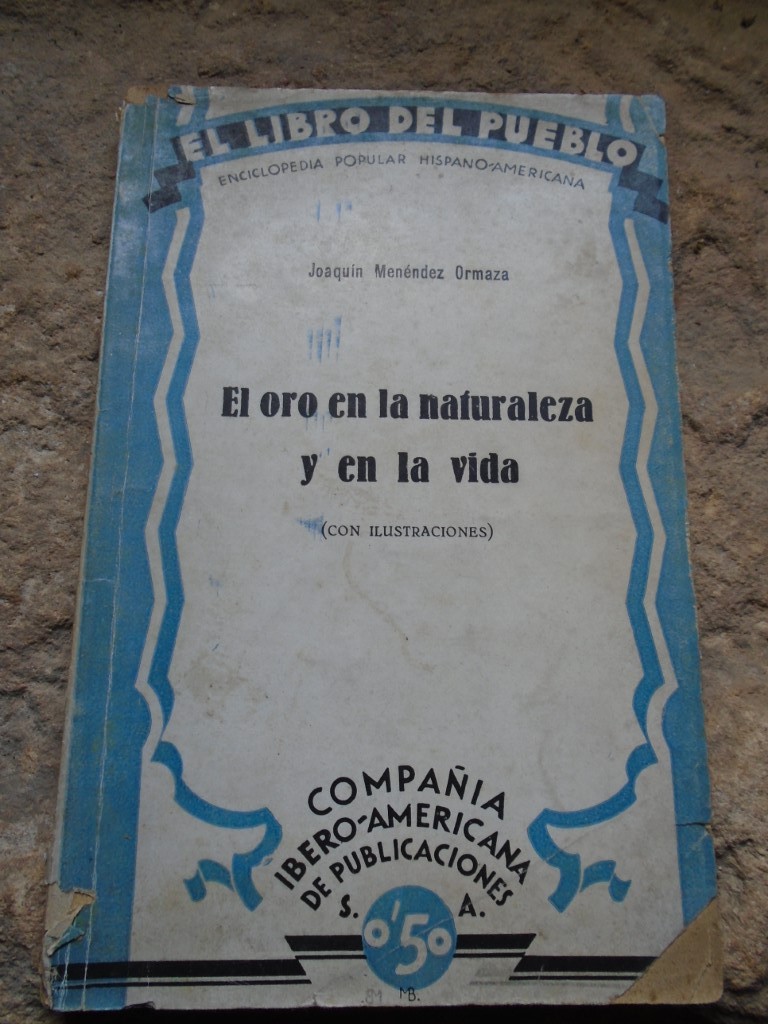 EL LIBRO DEL PUEBLO
ENCICLOPEDIA POPULAR HISPANO-AMERICANA
Joaquín Menéndez Ormaza
El oro en la naturaleza
y en la vida
(CON ILUSTRACIONES)
COMPAÑIA
IBERO-AMERICANA
DE PUBLICACIONES
S. A.
0'50
MB.